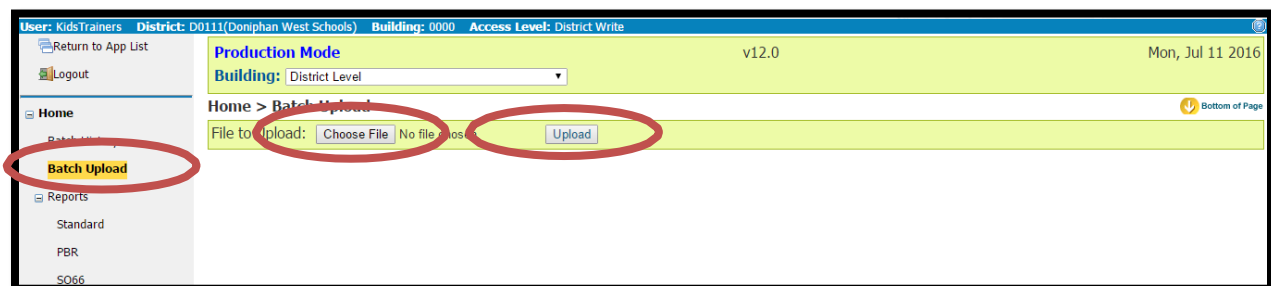 User: KidsTrainers District: D0111(Doniphan West Schools) Building: 0000 Access Level: District Write
Return to App List
Logout
Production Mode v12.0 Mon, Jul 11 2016
Building: District Level
Home
Home > Batch Upload
Bottom of Page
File to Upload: Choose File No file chosen Upload
Batch
Batch Upload
Reports
Standard
PBR
SO66